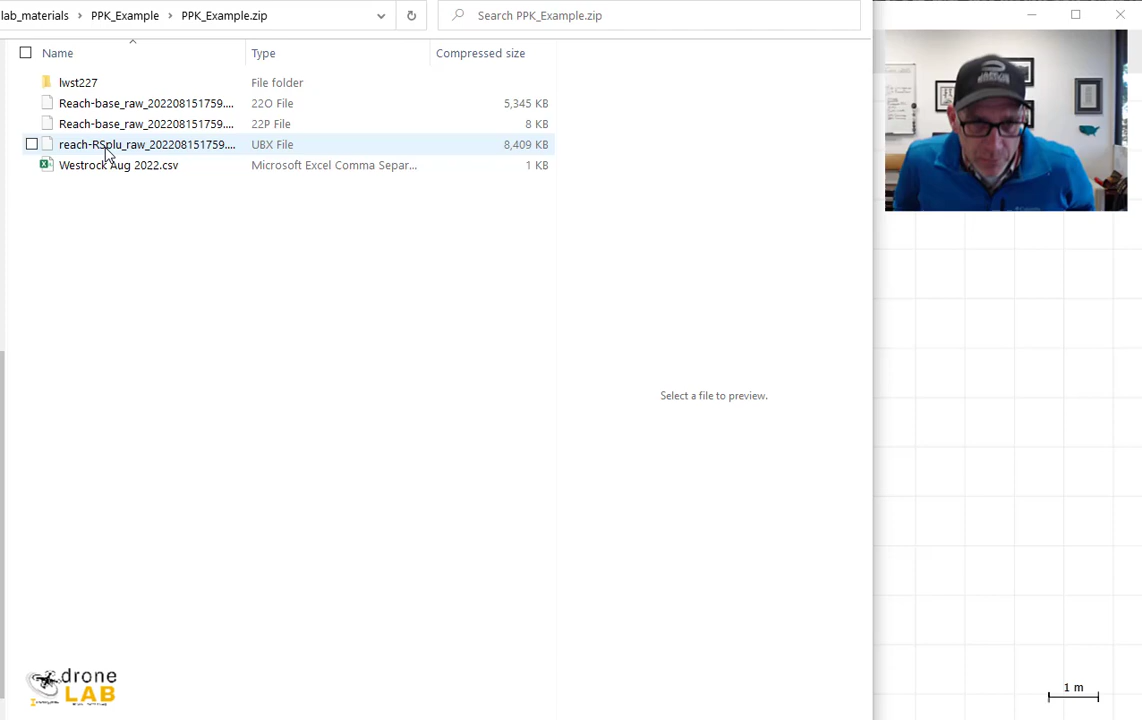 lab_materials > PPK_Example > PPK_Example.zip
Search PPK_Example.zip
Name Type Compressed size
lwst227 File folder
Reach-base_raw_202208151759.... 22O File 5,345 KB
Reach-base_raw_202208151759.... 22P File 8 KB
reach-RSplu_raw_202208151759.... UBX File 8,409 KB
Westrock Aug 2022.csv Microsoft Excel Comma Separ... 1 KB
Select a file to preview.
drone
LAB
1 m